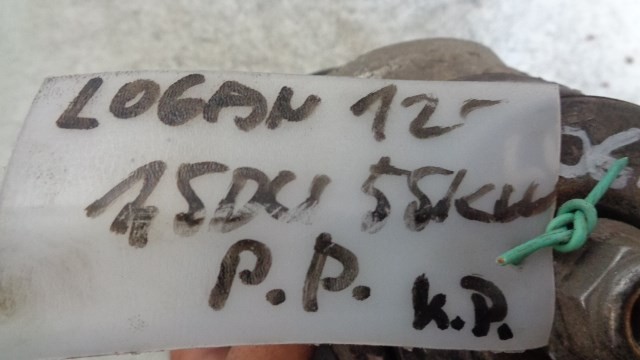 LOGAN 12-
1,5DCI 55KW
P.P. K.P.